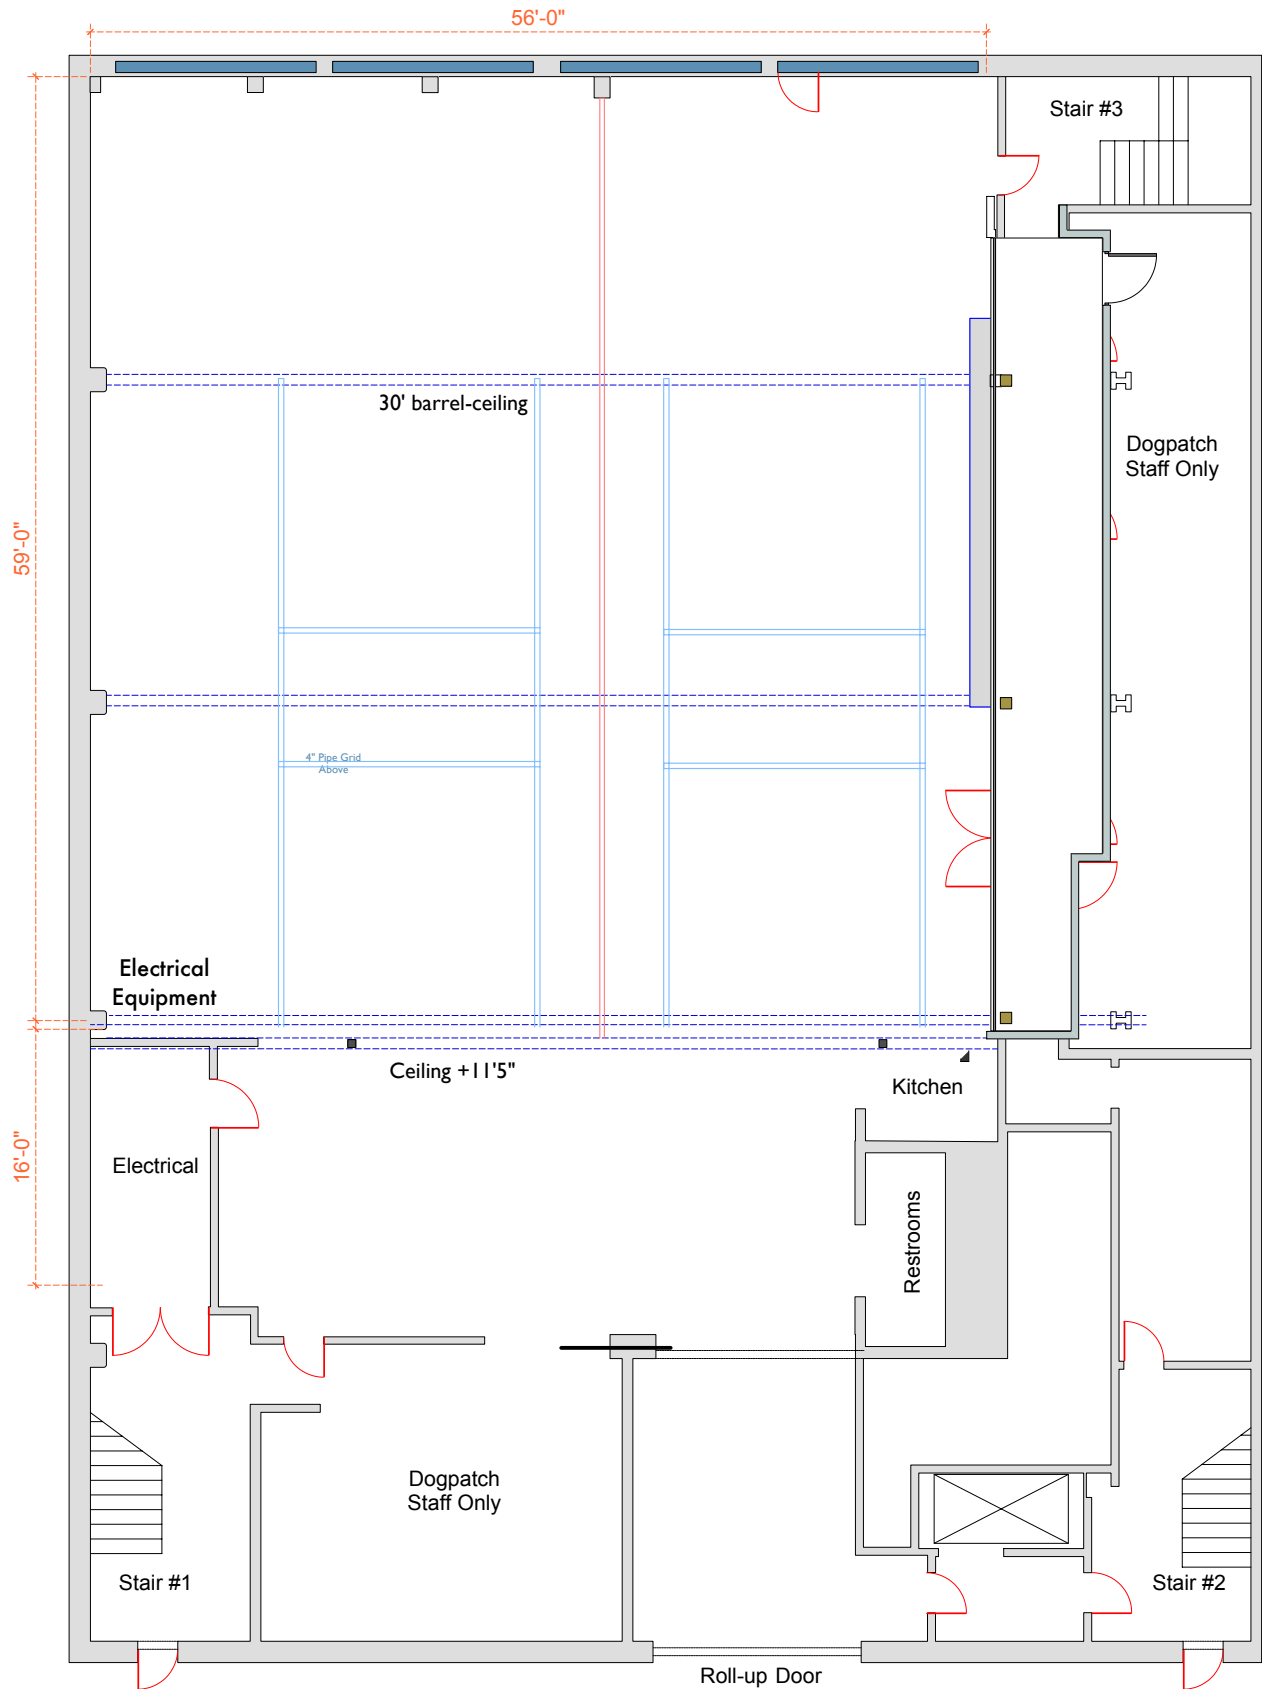 56'-0"
Stair #3
30' barrel-ceiling
Dogpatch
Staff Only
59'-0"
4" Pipe Grid
Above
Electrical
Equipment
Ceiling +11'5"
Kitchen
16'-0"
Electrical
Restrooms
Dogpatch
Staff Only
Stair #1
Stair #2
Roll-up Door